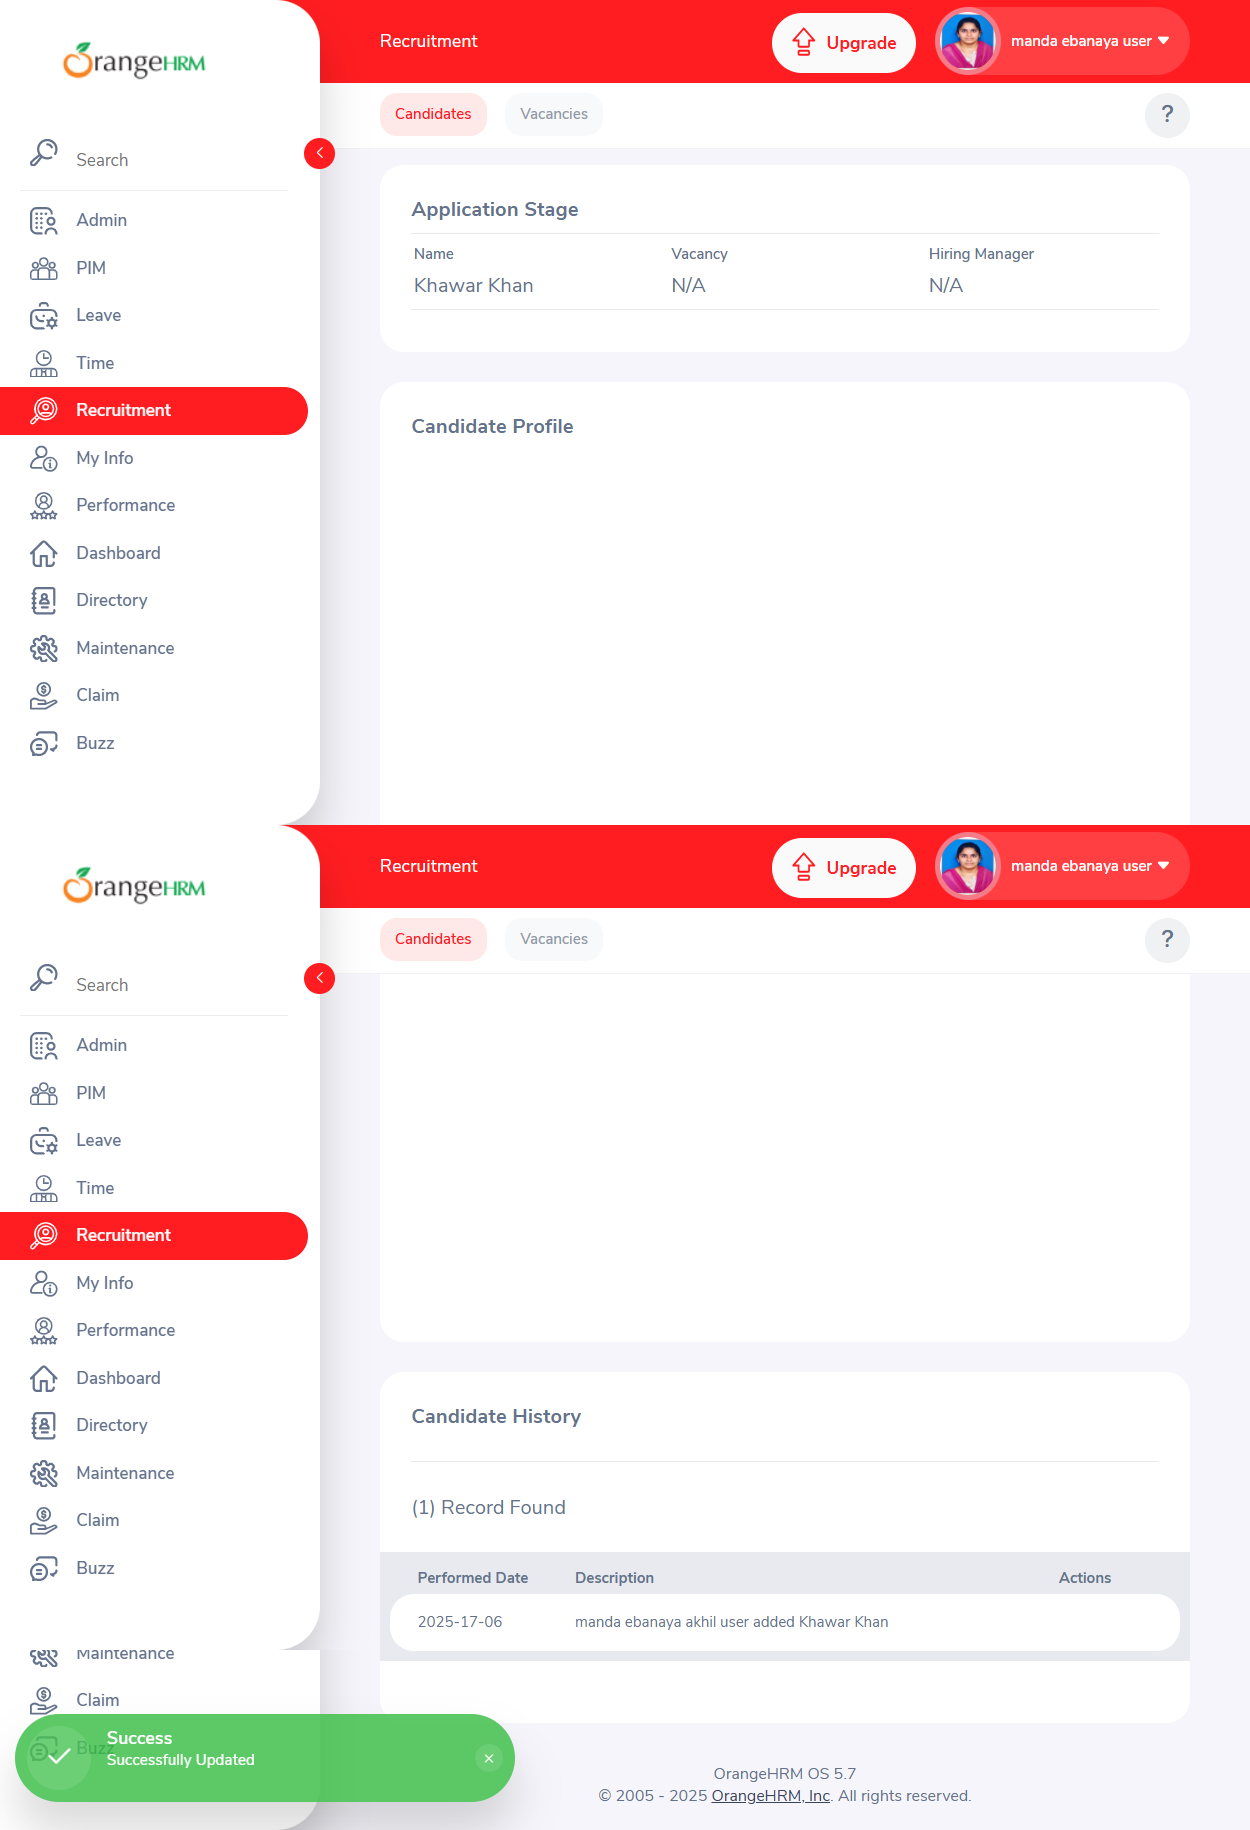 OrangeHRM
Recruitment
Upgrade
manda ebanaya user
Candidates
Vacancies
?
Search
Admin
PIM
Leave
Time
Recruitment
My Info
Performance
Dashboard
Directory
Maintenance
Claim
Buzz
Application Stage
Name Vacancy Hiring Manager
Khawar Khan N/A N/A
Candidate Profile
OrangeHRM
Recruitment
Upgrade
manda ebanaya user
Candidates
Vacancies
?
Search
Admin
PIM
Leave
Time
Recruitment
My Info
Performance
Dashboard
Directory
Maintenance
Claim
Buzz
Candidate History
(1) Record Found
Performed Date Description Actions
2025-17-06 manda ebanaya akhil user added Khawar Khan
Maintenance
Claim
Buzz
Success
Successfully Updated
OrangeHRM OS 5.7
© 2005 - 2025 OrangeHRM, Inc. All rights reserved.